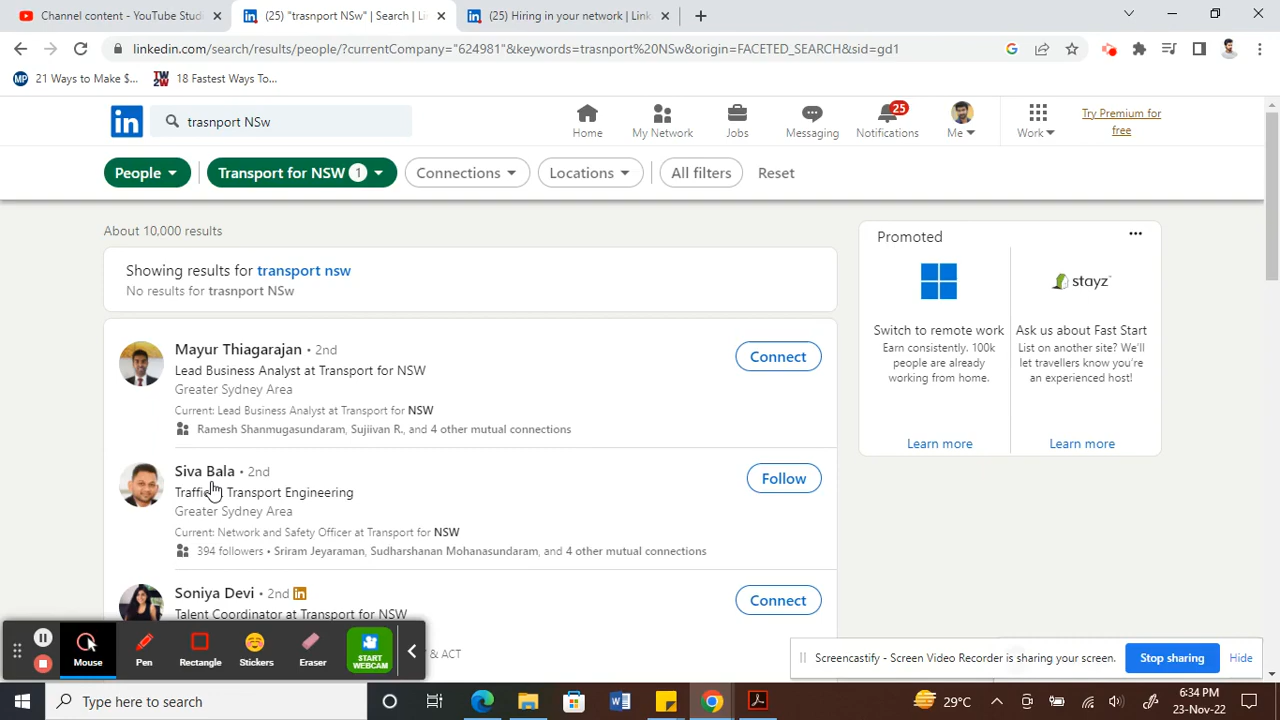 Channel content - YouTube Studi
(25) "trasnport NSw" | Search | Li
(25) Hiring in your network | Link
linkedin.com/search/results/people/?currentCompany="624981"&keywords=trasnport%20NSw&origin=FACETED_SEARCH&sid=gd1
MP 21 Ways to Make $...
TW2W 18 Fastest Ways To...
in
trasnport NSw
Home
My Network
Jobs
Messaging
25
Notifications
Me
Work
Try Premium for
free
People
Transport for NSW 1
Connections
Locations
All filters
Reset
About 10,000 results
Showing results for transport nsw
No results for trasnport NSw
Mayur Thiagarajan • 2nd
Lead Business Analyst at Transport for NSW
Greater Sydney Area
Current: Lead Business Analyst at Transport for NSW
Ramesh Shanmugasundaram, Sujiivan R., and 4 other mutual connections
Connect
Siva Bala • 2nd
Traffic Transport Engineering
Greater Sydney Area
Current: Network and Safety Officer at Transport for NSW
394 followers • Sriram Jeyaraman, Sudharshanan Mohanasundaram, and 4 other mutual connections
Follow
Soniya Devi • 2nd in
Talent Coordinator at Transport for NSW
& ACT
Connect
Promoted
Switch to remote work
Earn consistently. 100k
people are already
working from home.
Learn more
stayz
Ask us about Fast Start
List on another site? We'll
let travellers know you're
an experienced host!
Learn more
Mouse
Pen
Rectangle
Stickers
Eraser
START
WEBCAM
Screencastify - Screen Video Recorder is sharing your screen.
Stop sharing
Hide
Type here to search
29°C
6:34 PM
23-Nov-22